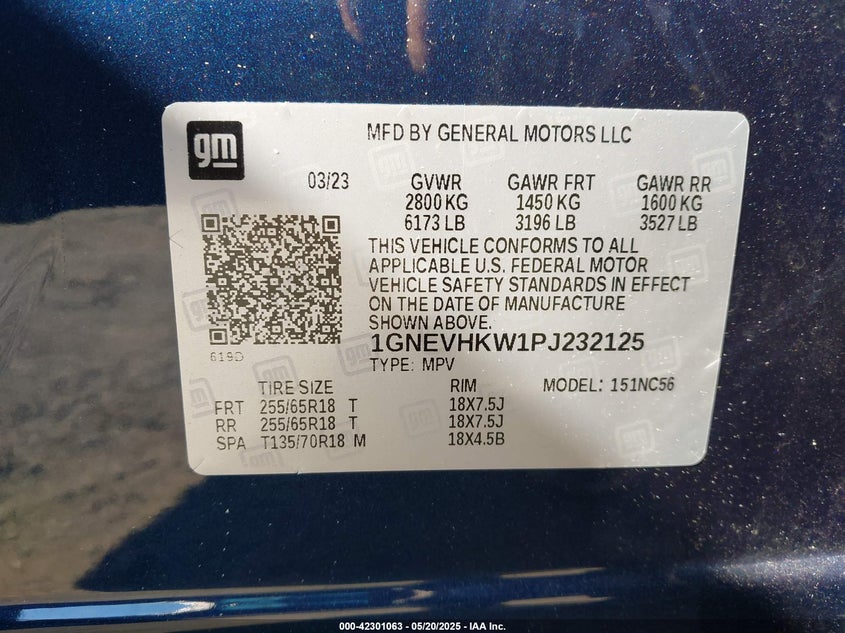 gm
MFD BY GENERAL MOTORS LLC
03/23 GVWR GAWR FRT GAWR RR
2800 KG 1450 KG 1600 KG
6173 LB 3196 LB 3527 LB
THIS VEHICLE CONFORMS TO ALL
APPLICABLE U.S. FEDERAL MOTOR
VEHICLE SAFETY STANDARDS IN EFFECT
ON THE DATE OF MANUFACTURE
SHOWN ABOVE.
1GNEVHKW1PJ232125
619D
TYPE: MPV
TIRE SIZE RIM MODEL: 151NC56
FRT 255/65R18 T 18X7.5J
RR 255/65R18 T 18X7.5J
SPA T135/70R18 M 18X4.5B
000-42301063 - 05/20/2025 - IAA Inc.